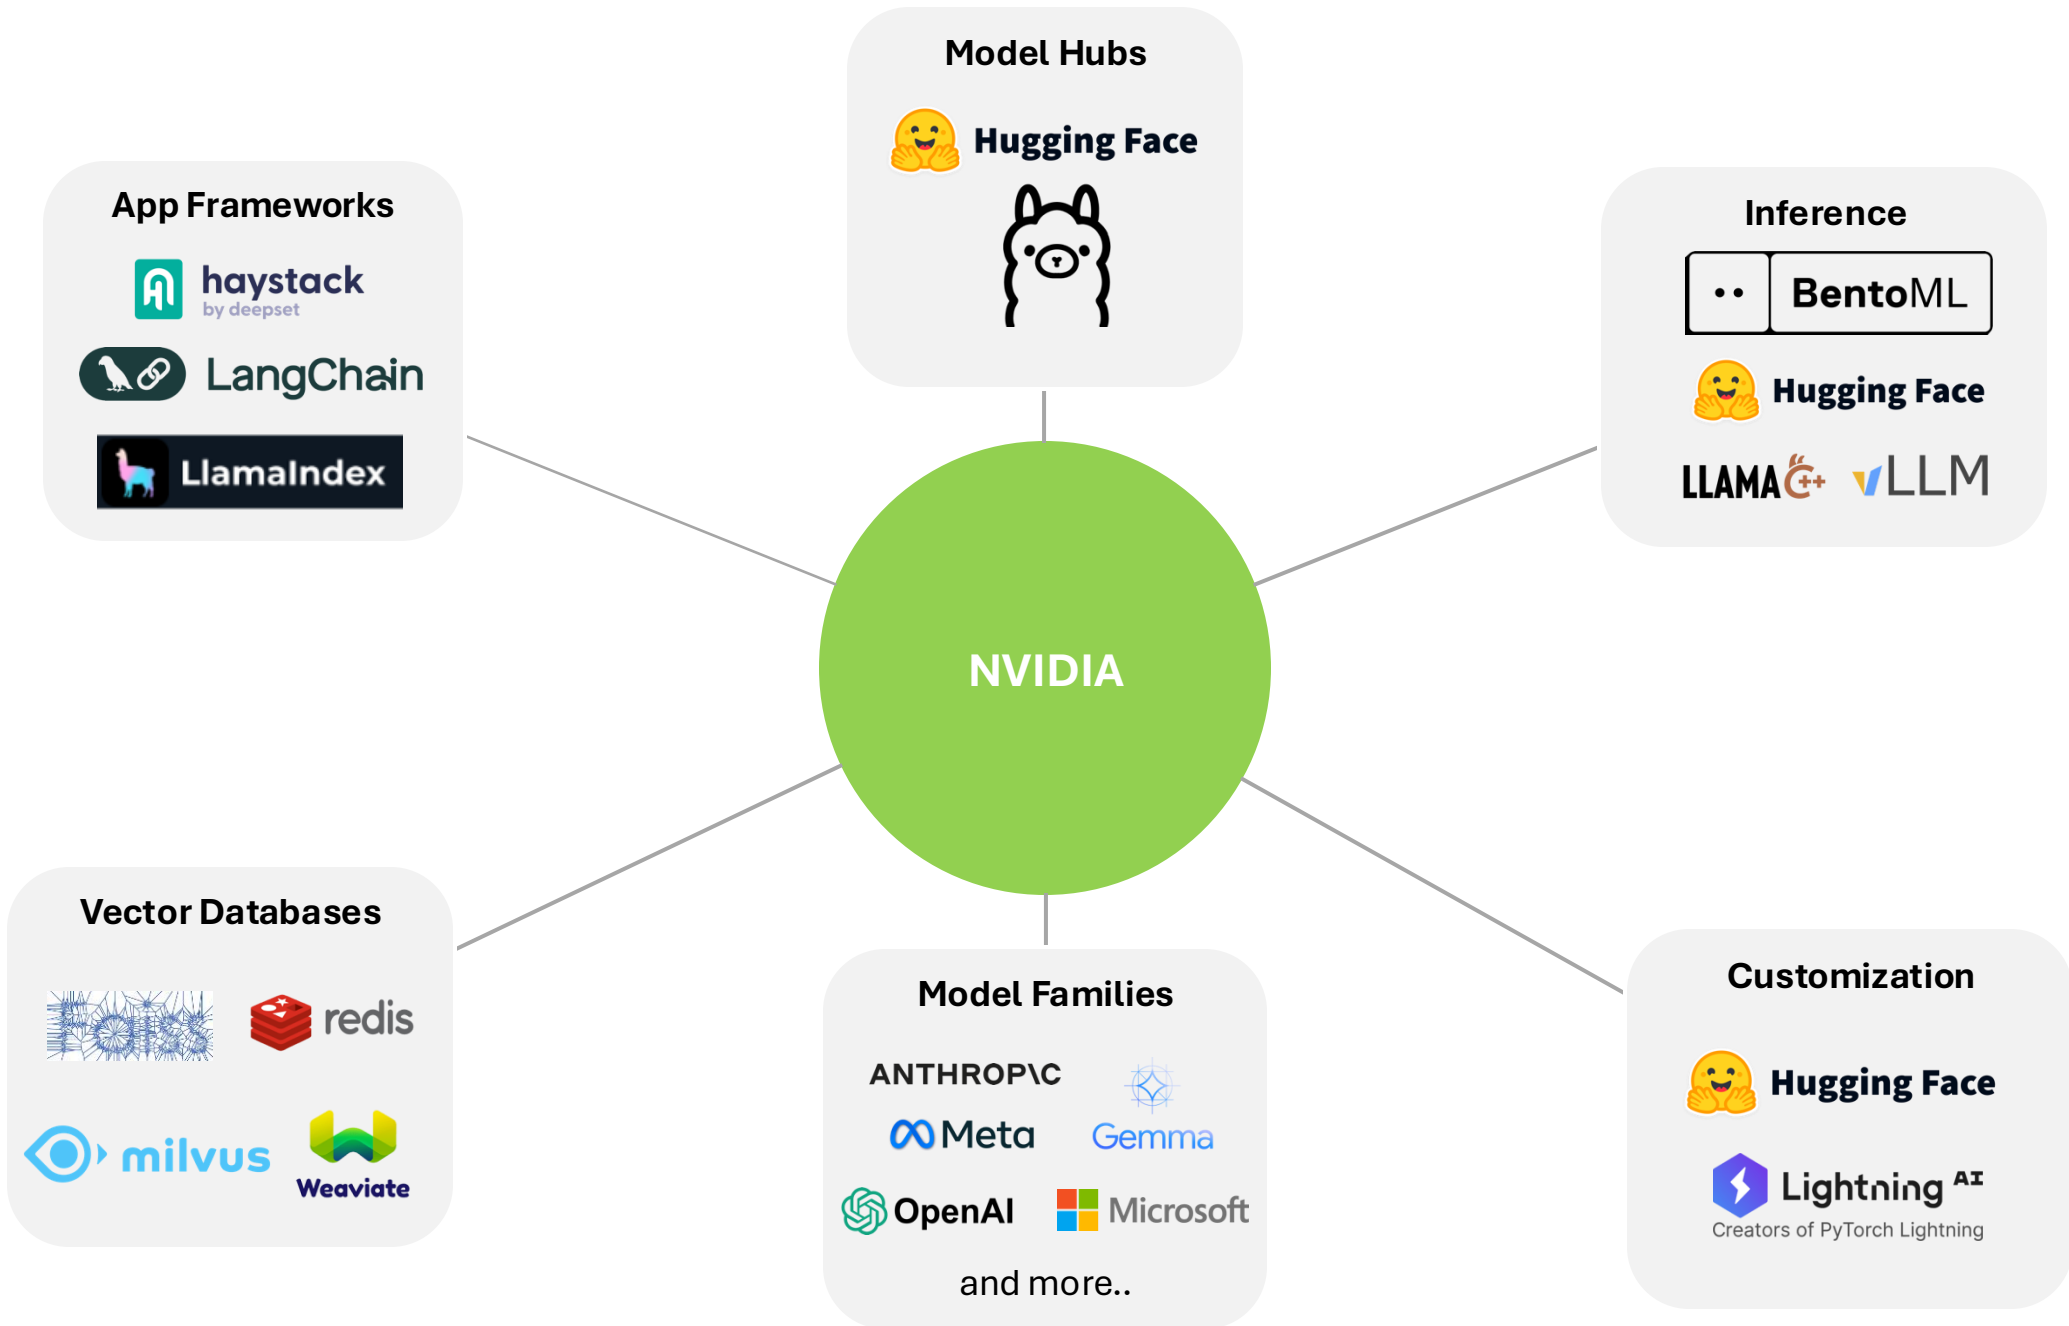 Model Hubs
Hugging Face
App Frameworks
haystack
by deepset
LangChain
LlamaIndex
Inference
BentoML
Hugging Face
LLAMA C++
vLLM
NVIDIA
Vector Databases
Faiss
redis
milvus
Weaviate
Model Families
ANTHROP\C
Meta
Gemma
OpenAI
Microsoft
and more..
Customization
Hugging Face
Lightning AI
Creators of PyTorch Lightning